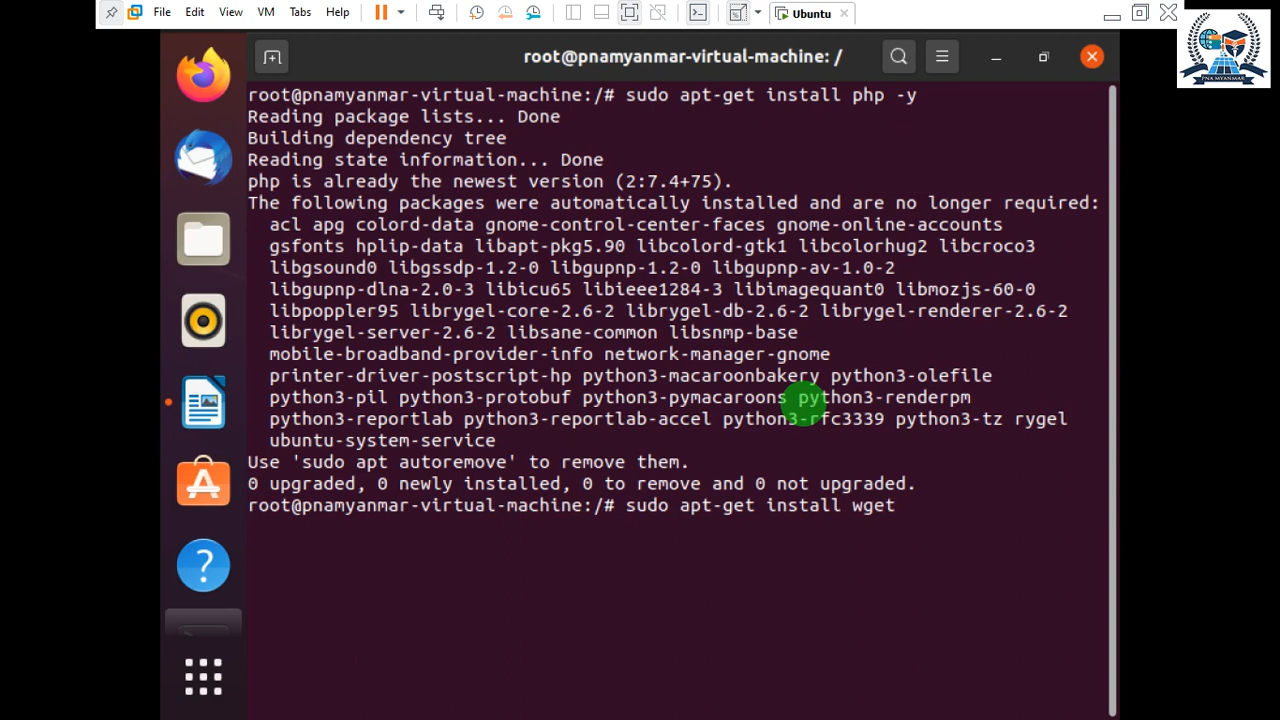 File Edit View VM Tabs Help Ubuntu
PNA MYANMAR
root@pnamyanmar-virtual-machine: /
root@pnamyanmar-virtual-machine:/# sudo apt-get install php -y
Reading package lists... Done
Building dependency tree
Reading state information... Done
php is already the newest version (2:7.4+75).
The following packages were automatically installed and are no longer required:
acl apg colord-data gnome-control-center-faces gnome-online-accounts
gsfonts hplip-data libapt-pkg5.90 libcolord-gtk1 libcolorhug2 libcroco3
libgsound0 libgssdp-1.2-0 libgupnp-1.2-0 libgupnp-av-1.0-2
libgupnp-dlna-2.0-3 libicu65 libieee1284-3 libimagequant0 libmozjs-60-0
libpoppler95 librygel-core-2.6-2 librygel-db-2.6-2 librygel-renderer-2.6-2
librygel-server-2.6-2 libsane-common libsnmp-base
mobile-broadband-provider-info network-manager-gnome
printer-driver-postscript-hp python3-macaroonbakery python3-olefile
python3-pil python3-protobuf python3-pymacaroons python3-renderpm
python3-reportlab python3-reportlab-accel python3-rfc3339 python3-tz rygel
ubuntu-system-service
Use 'sudo apt autoremove' to remove them.
0 upgraded, 0 newly installed, 0 to remove and 0 not upgraded.
root@pnamyanmar-virtual-machine:/# sudo apt-get install wget